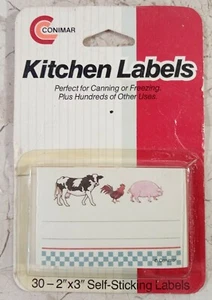 CONIMAR
Kitchen Labels
Perfect for Canning or Freezing.
Plus Hundreds of Other Uses.
30-2"x3" Self-Sticking Labels